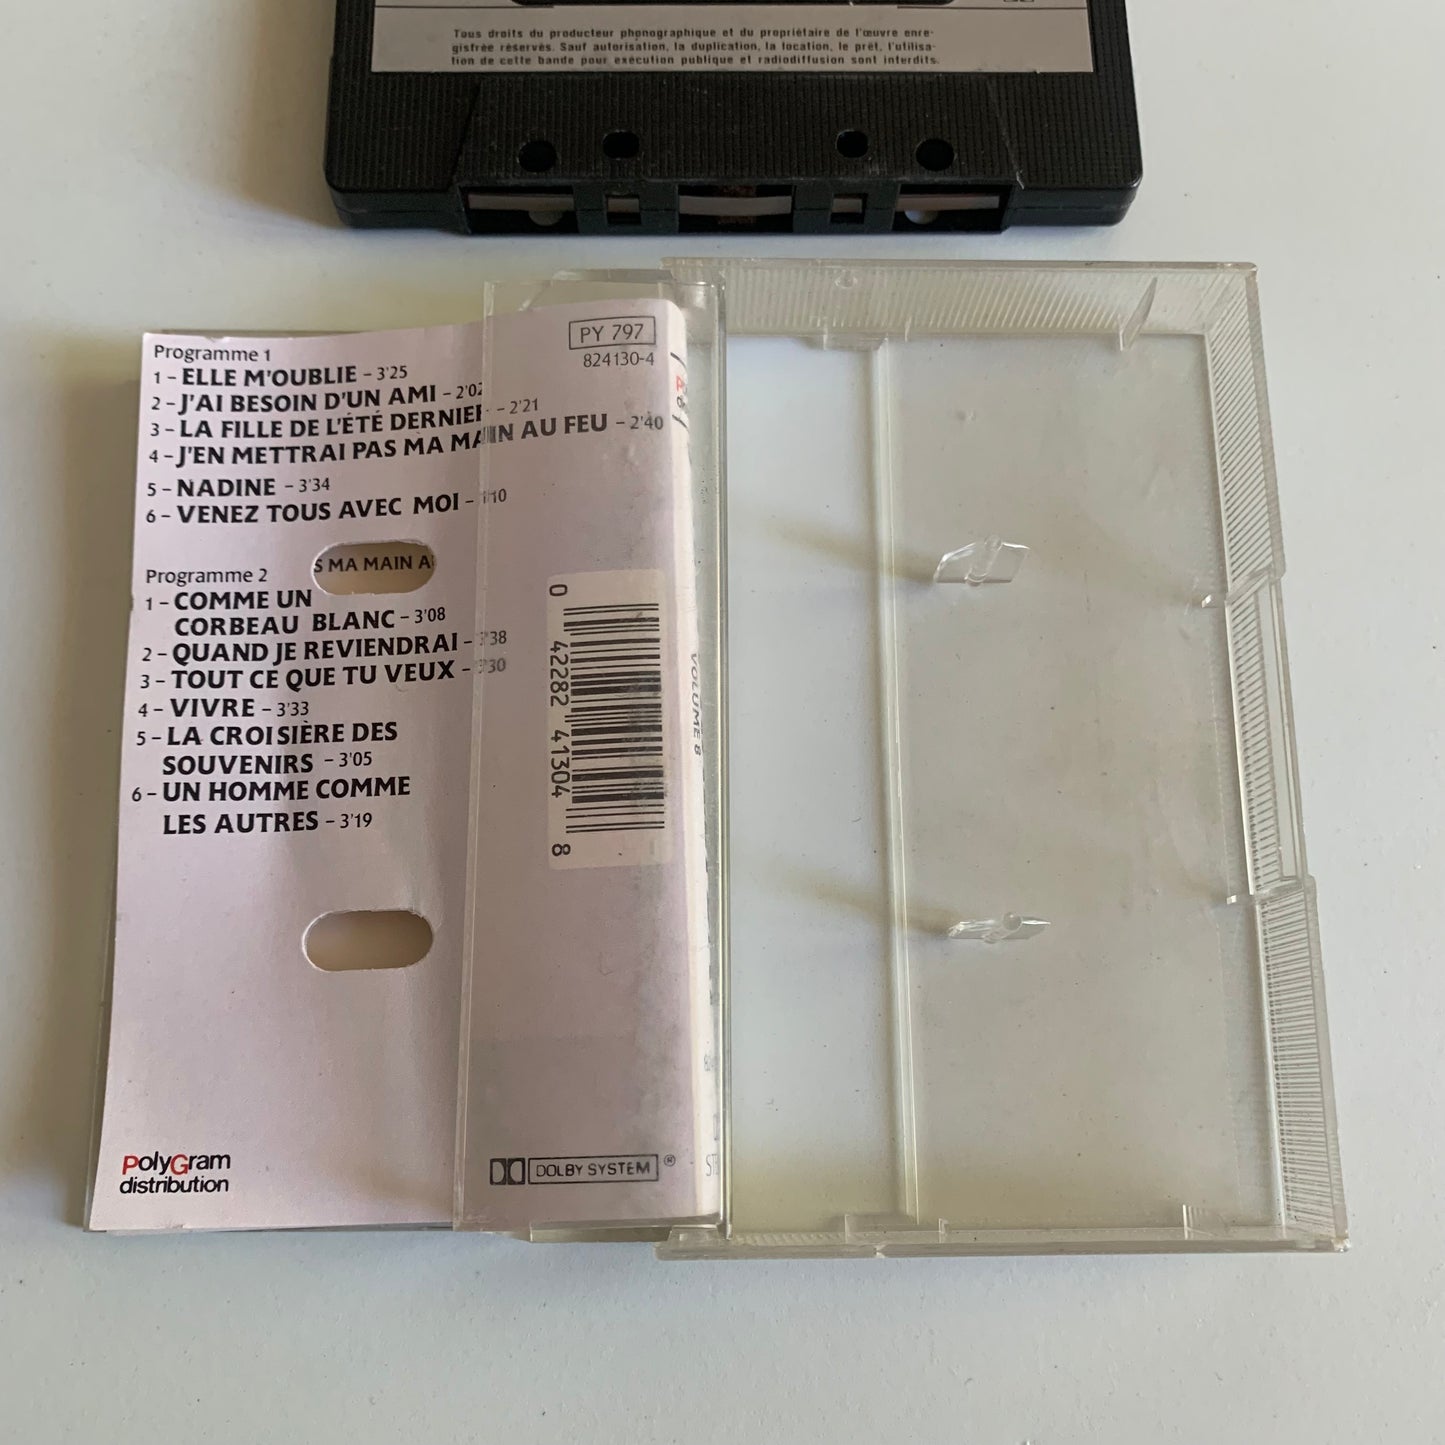 Tous droits du producteur phonographique et du propriétaire de l'œuvre enre-
gistrée réservés. Sauf autorisation, la duplication, la location, le prêt, l'utilisa-
tion de cette bande pour exécution publique et radiodiffusion sont interdits.
PY 797
824130-4
Programme 1
1 – ELLE M'OUBLIE – 3'25
2 – J'AI BESOIN D'UN AMI – 2'02
3 – LA FILLE DE L'ÉTÉ DERNIER – 2'21
4 – J'EN METTRAI PAS MA MAIN AU FEU – 2'40
5 – NADINE – 3'34
6 – VENEZ TOUS AVEC MOI –
S MA MAIN A
Programme 2
1 – COMME UN
CORBEAU BLANC – 3'08
2 – QUAND JE REVIENDRAI –
3 – TOUT CE QUE TU VEUX –
4 – VIVRE – 3'33
5 – LA CROISIÈRE DES
SOUVENIRS – 3'05
6 – UN HOMME COMME
LES AUTRES – 3'19
0 42282 41304 8
VOLUME 8
PolyGram
distribution
DOLBY SYSTEM ®